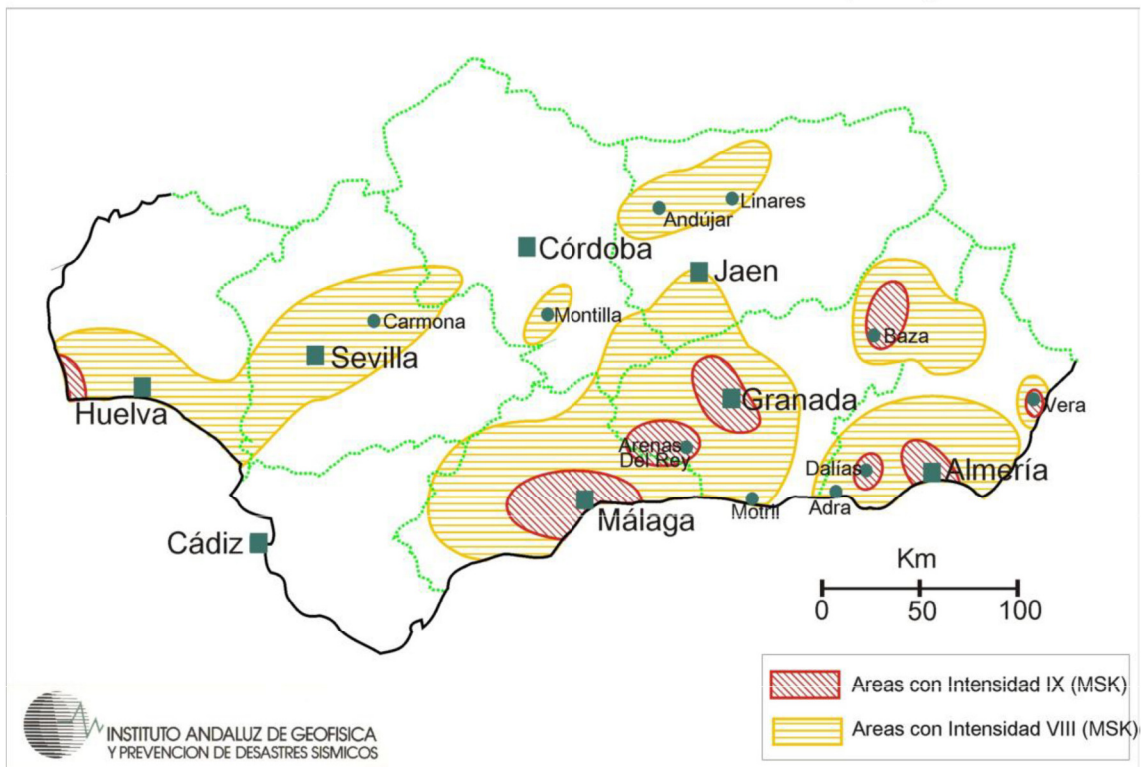 Linares
Andújar
Córdoba
Jaen
Montilla
Carmona
Sevilla
Baza
Huelva
Granada
Vera
Arenas
Del Rey
Dalías
Almería
Málaga
Motril
Adra
Cádiz
Km
0 50 100
Areas con Intensidad IX (MSK)
Areas con Intensidad VIII (MSK)
INSTITUTO ANDALUZ DE GEOFISICA
Y PREVENCION DE DESASTRES SISMICOS